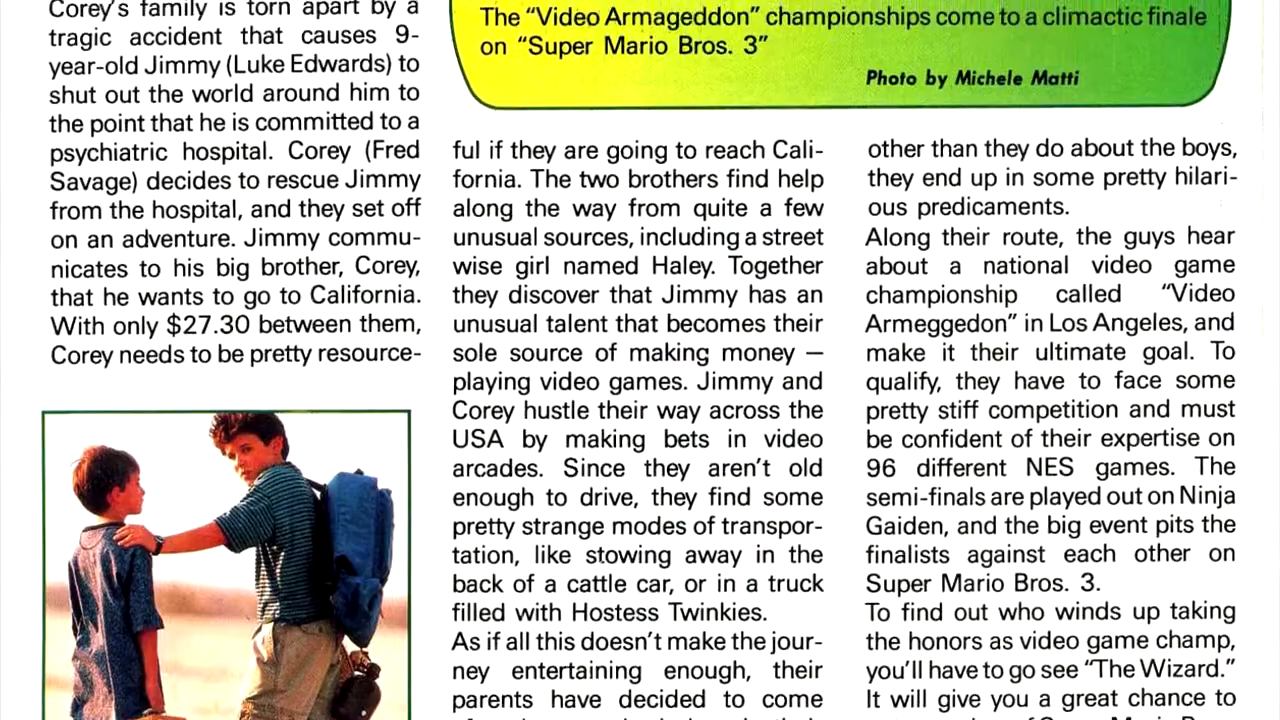 Corey's family is torn apart by a
tragic accident that causes 9-
year-old Jimmy (Luke Edwards) to
shut out the world around him to
the point that he is committed to a
psychiatric hospital. Corey (Fred
Savage) decides to rescue Jimmy
from the hospital, and they set off
on an adventure. Jimmy commu-
nicates to his big brother, Corey,
that he wants to go to California.
With only $27.30 between them,
Corey needs to be pretty resource-
The “Video Armageddon” championships come to a climactic finale
on “Super Mario Bros. 3”
Photo by Michele Matti
ful if they are going to reach Cali-
fornia. The two brothers find help
along the way from quite a few
unusual sources, including a street
wise girl named Haley. Together
they discover that Jimmy has an
unusual talent that becomes their
sole source of making money —
playing video games. Jimmy and
Corey hustle their way across the
USA by making bets in video
arcades. Since they aren't old
enough to drive, they find some
pretty strange modes of transpor-
tation, like stowing away in the
back of a cattle car, or in a truck
filled with Hostess Twinkies.
As if all this doesn't make the jour-
ney entertaining enough, their
parents have decided to come
other than they do about the boys,
they end up in some pretty hilari-
ous predicaments.
Along their route, the guys hear
about a national video game
championship called “Video
Armeggedon” in Los Angeles, and
make it their ultimate goal. To
qualify, they have to face some
pretty stiff competition and must
be confident of their expertise on
96 different NES games. The
semi-finals are played out on Ninja
Gaiden, and the big event pits the
finalists against each other on
Super Mario Bros. 3.
To find out who winds up taking
the honors as video game champ,
you'll have to go see “The Wizard.”
It will give you a great chance to